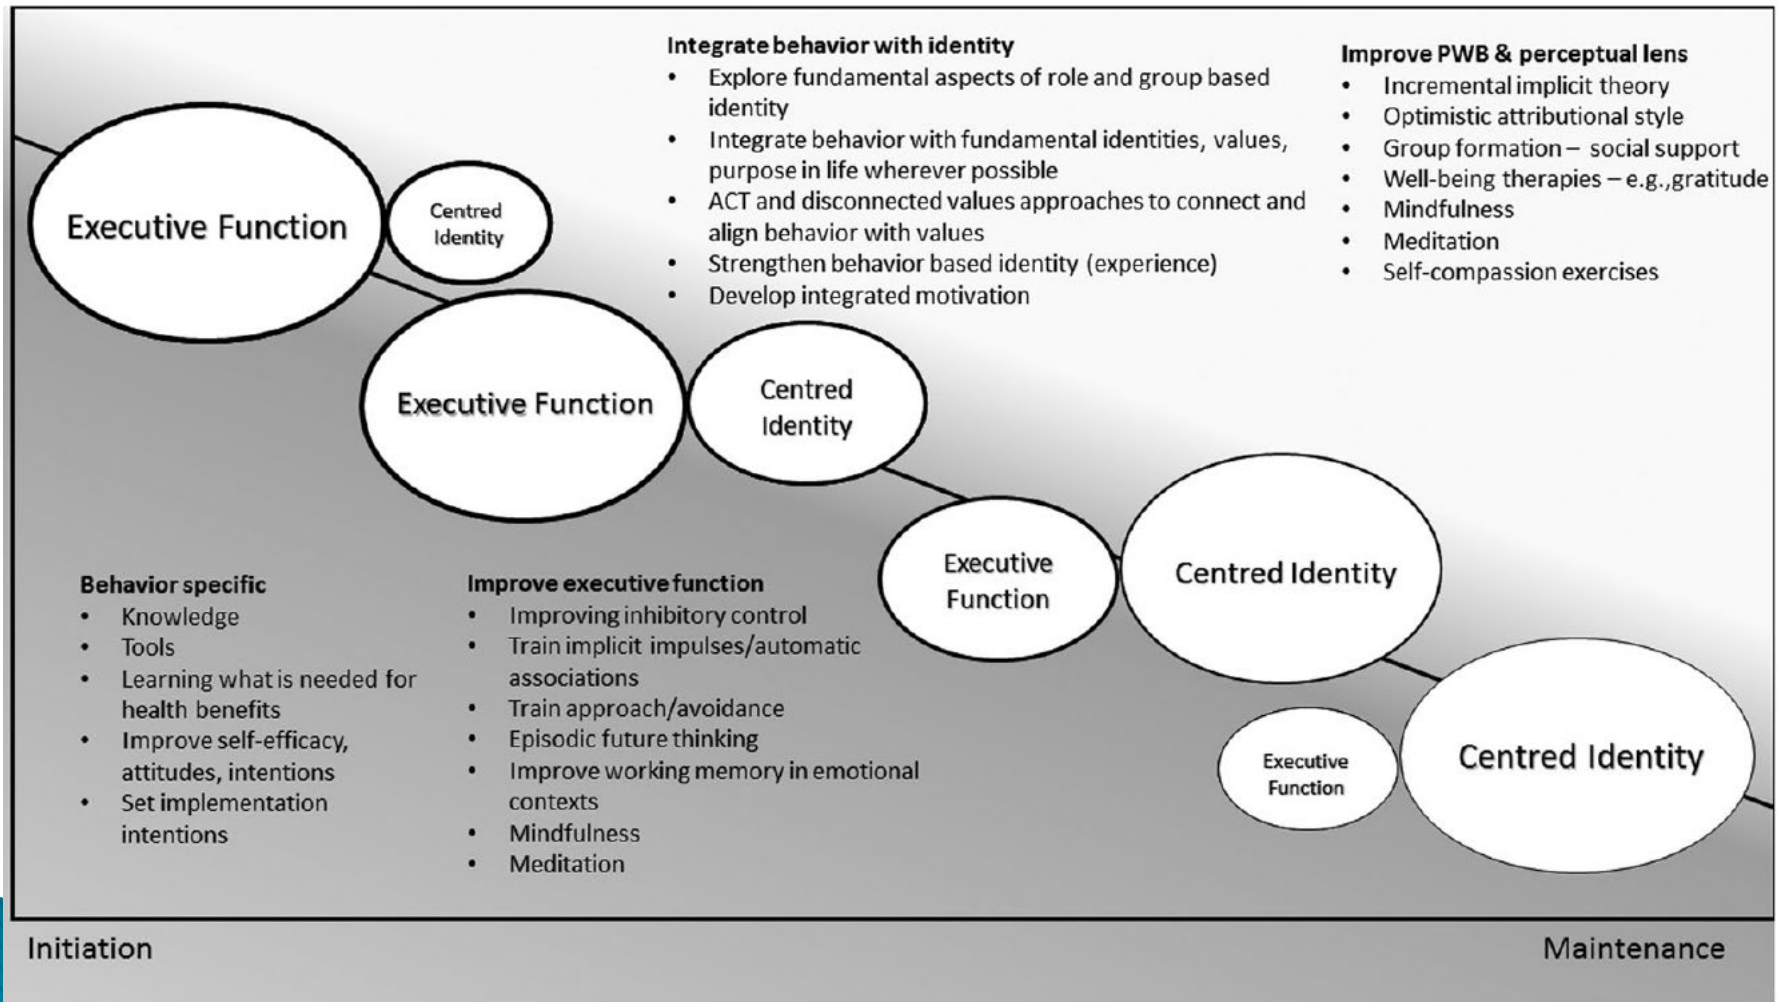 Integrate behavior with identity
• Explore fundamental aspects of role and group based
identity
• Integrate behavior with fundamental identities, values,
purpose in life wherever possible
• ACT and disconnected values approaches to connect and
align behavior with values
• Strengthen behavior based identity (experience)
• Develop integrated motivation
Improve PWB & perceptual lens
• Incremental implicit theory
• Optimistic attributional style
• Group formation – social support
• Well-being therapies – e.g.,gratitude
• Mindfulness
• Meditation
• Self-compassion exercises
Executive Function
Centred
Identity
Executive Function
Centred
Identity
Executive
Function
Centred Identity
Executive
Function
Centred Identity
Behavior specific
• Knowledge
• Tools
• Learning what is needed for
health benefits
• Improve self-efficacy,
attitudes, intentions
• Set implementation
intentions
Improve executive function
• Improving inhibitory control
• Train implicit impulses/automatic
associations
• Train approach/avoidance
• Episodic future thinking
• Improve working memory in emotional
contexts
• Mindfulness
• Meditation
Initiation
Maintenance